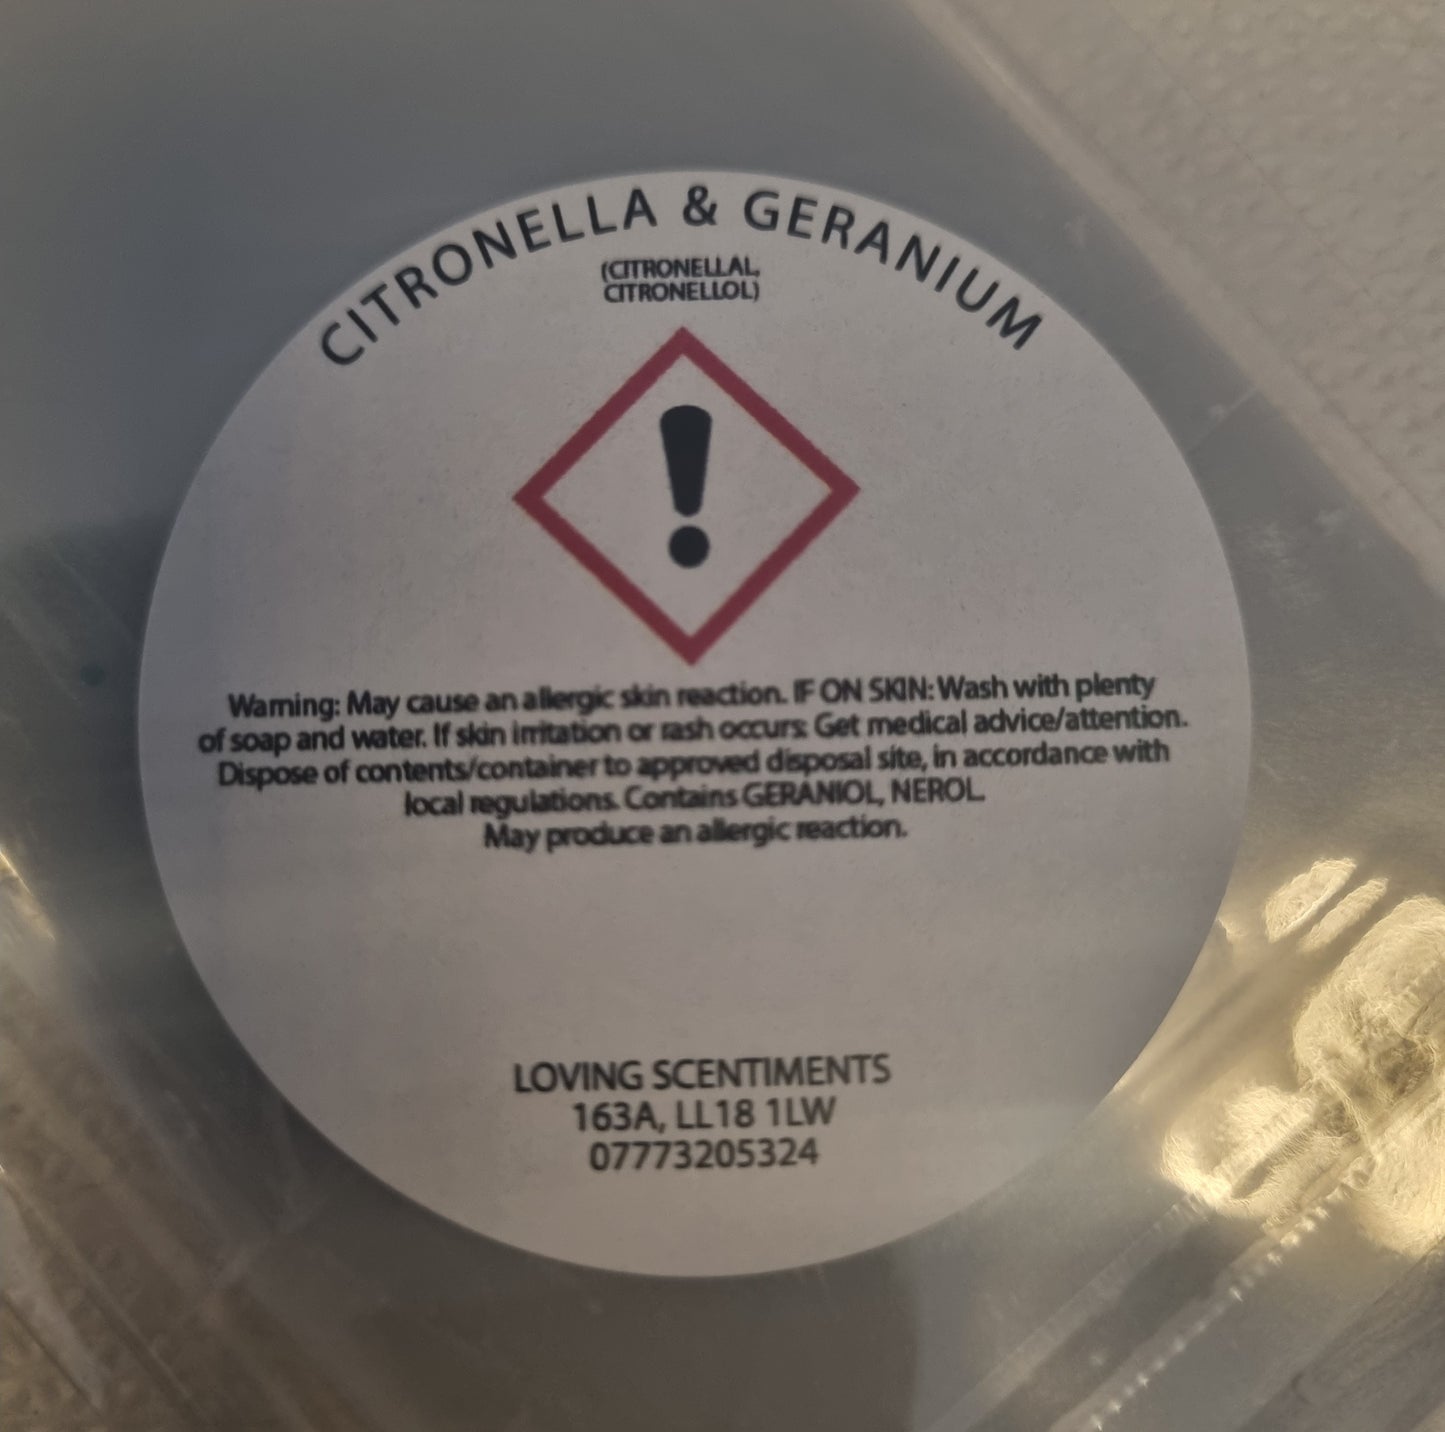 CITRONELLA & GERANIUM
(CITRONELLAL,
CITRONELLOL)
Warning: May cause an allergic skin reaction. IF ON SKIN: Wash with plenty
of soap and water. If skin irritation or rash occurs: Get medical advice/attention.
Dispose of contents/container to approved disposal site, in accordance with
local regulations. Contains GERANIOL, NEROL.
May produce an allergic reaction.
LOVING SCENTIMENTS
163A, LL18 1LW
07773205324